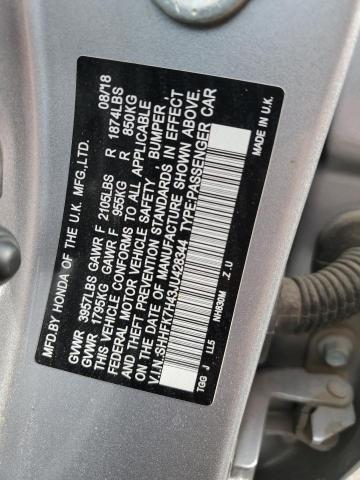 MFD.BY HONDA OF THE U.K. MFG.,LTD. 08/18
GVWR 3957LBS GAWR F 2105LBS R 1874LBS
GVWR 1795KG GAWR F 955KG R 850KG
THIS VEHICLE CONFORMS TO ALL APPLICABLE
FEDERAL MOTOR VEHICLE SAFETY, BUMPER,
AND THEFT PREVENTION STANDARDS IN EFFECT
ON THE DATE OF MANUFACTURE SHOWN ABOVE.
V.I.N.:SHHFK7H43JU428344 TYPE:PASSENGER CAR
NH830M Z.U MADE IN U.K.
TGG J LL5